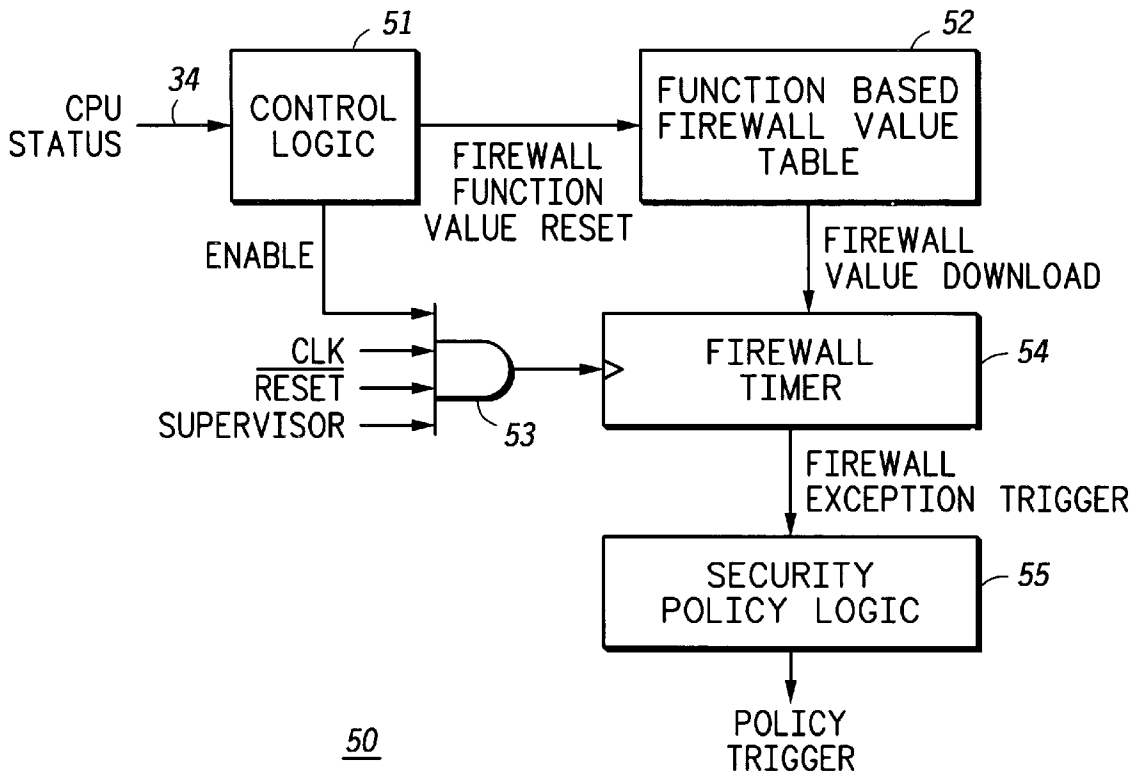 51
52
34
CPU
STATUS
CONTROL
LOGIC
FUNCTION BASED
FIREWALL VALUE
TABLE
FIREWALL
FUNCTION
VALUE RESET
ENABLE
FIREWALL
VALUE DOWNLOAD
CLK
RESET
SUPERVISOR
53
FIREWALL
TIMER
54
FIREWALL
EXCEPTION TRIGGER
SECURITY
POLICY LOGIC
55
POLICY
TRIGGER
50